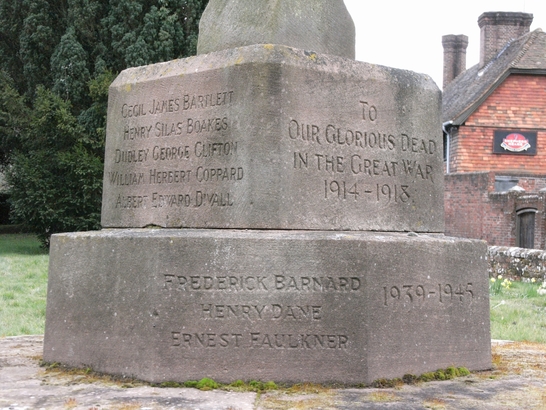 CECIL JAMES BARTLETT
HENRY SILAS BOAKES
DUDLEY GEORGE CLIFTON
WILLIAM HERBERT COPPARD
ALBERT EDWARD DIVALL
TO
OUR GLORIOUS DEAD
IN THE GREAT WAR
1914-1918.
FREDERICK BARNARD
HENRY DANE
ERNEST FAULKNER
1939-1945